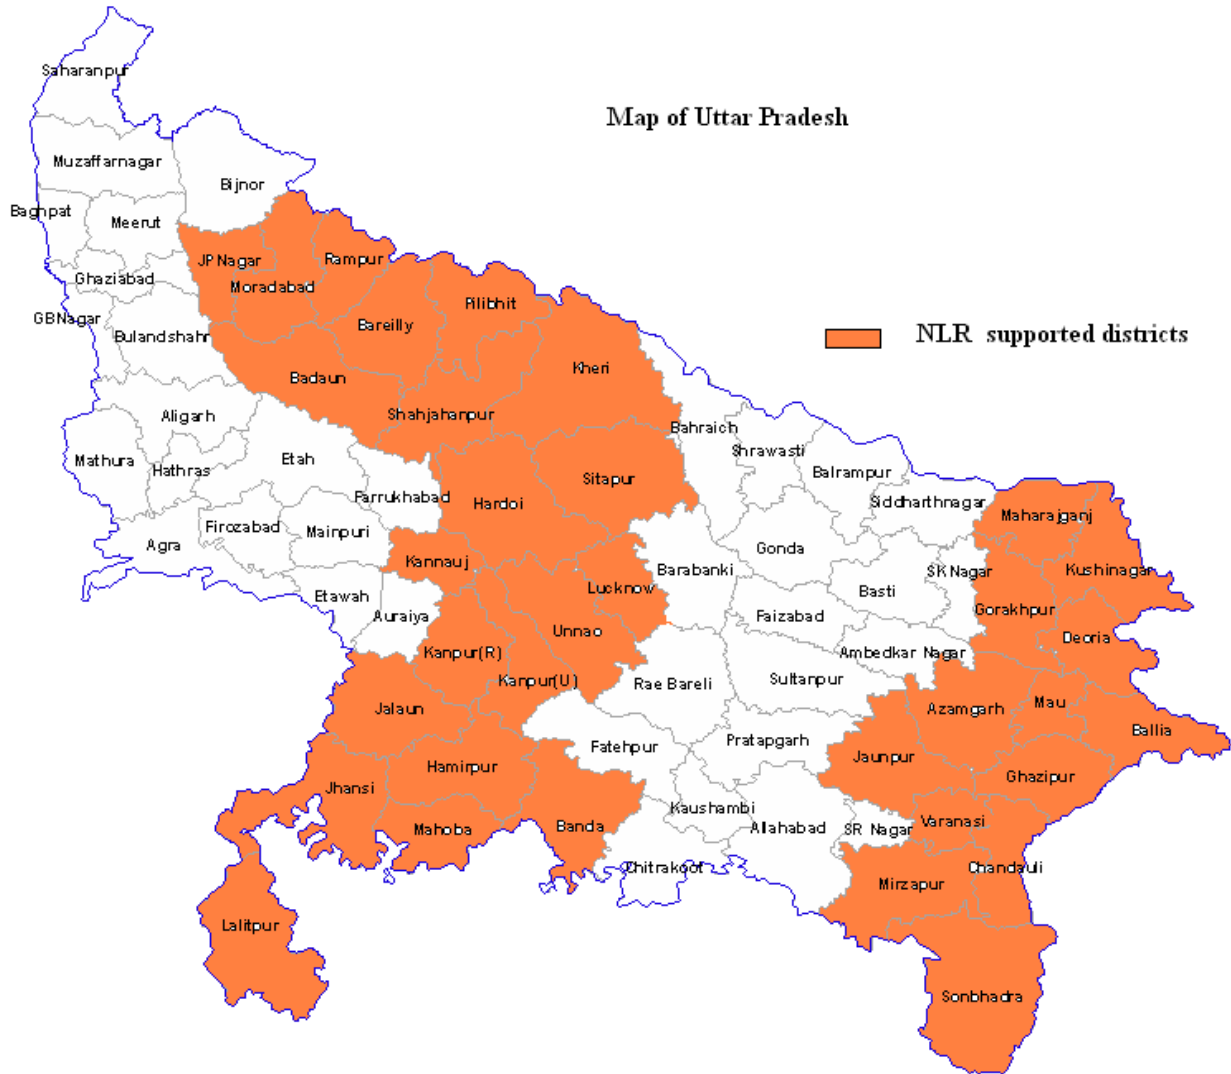 Saharanpur
Map of Uttar Pradesh
Muzaffarnagar
Bijnor
Baghpat
Meerut
JP Nagar
Rampur
Ghaziabad
Moradabad
Pilibhit
GBNagar
Bulandshahr
Bareilly
NLR supported districts
Badaun
Kheri
Aligarh
Shahjahanpur
Bahraich
Mathura
Hathras
Etah
Shrawasti
Balrampur
Farrukhabad
Hardoi
Sitapur
Siddharthnagar
Maharajganj
Agra
Firozabad
Mainpuri
Gonda
Kannauj
Barabanki
SK Nagar
Kushinagar
Etawah
Lucknow
Basti
Auraiya
Faizabad
Gorakhpur
Unnao
Deoria
Kanpur(R)
Ambedkar Nagar
Kanpur(U)
Rae Bareli
Sultanpur
Jalaun
Azamgarh
Mau
Ballia
Fatehpur
Pratapgarh
Jaunpur
Hamirpur
Ghazipur
Jhansi
Kaushambi
Mahoba
Banda
Allahabad
SR Nagar
Varanasi
Chitrakoot
Chandauli
Mirzapur
Lalitpur
Sonbhadra